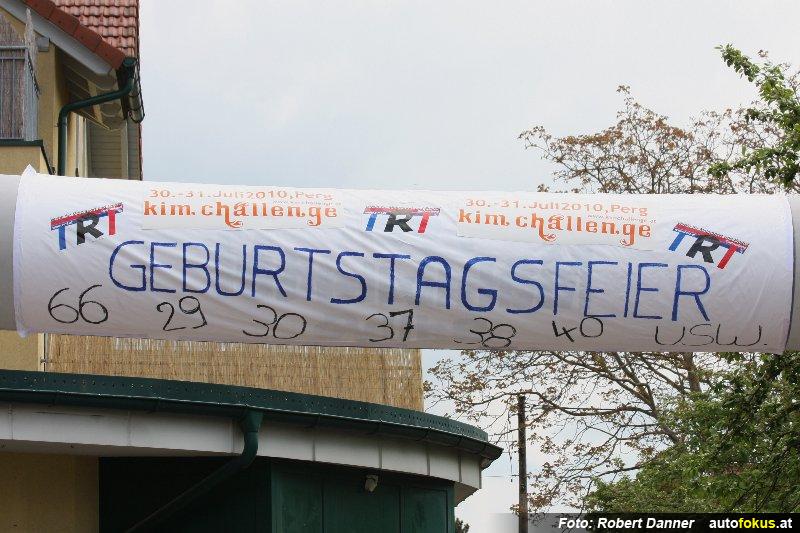 30.-31.Juli2010,Perg
kim.challenge
TRT
TRT
30.-31.Juli2010,Perg
kim.challenge
TRT
GEBURTSTAGSFEIER
66 29 30 37 38 40 U.S.W.
Foto: Robert Danner autofokus.at